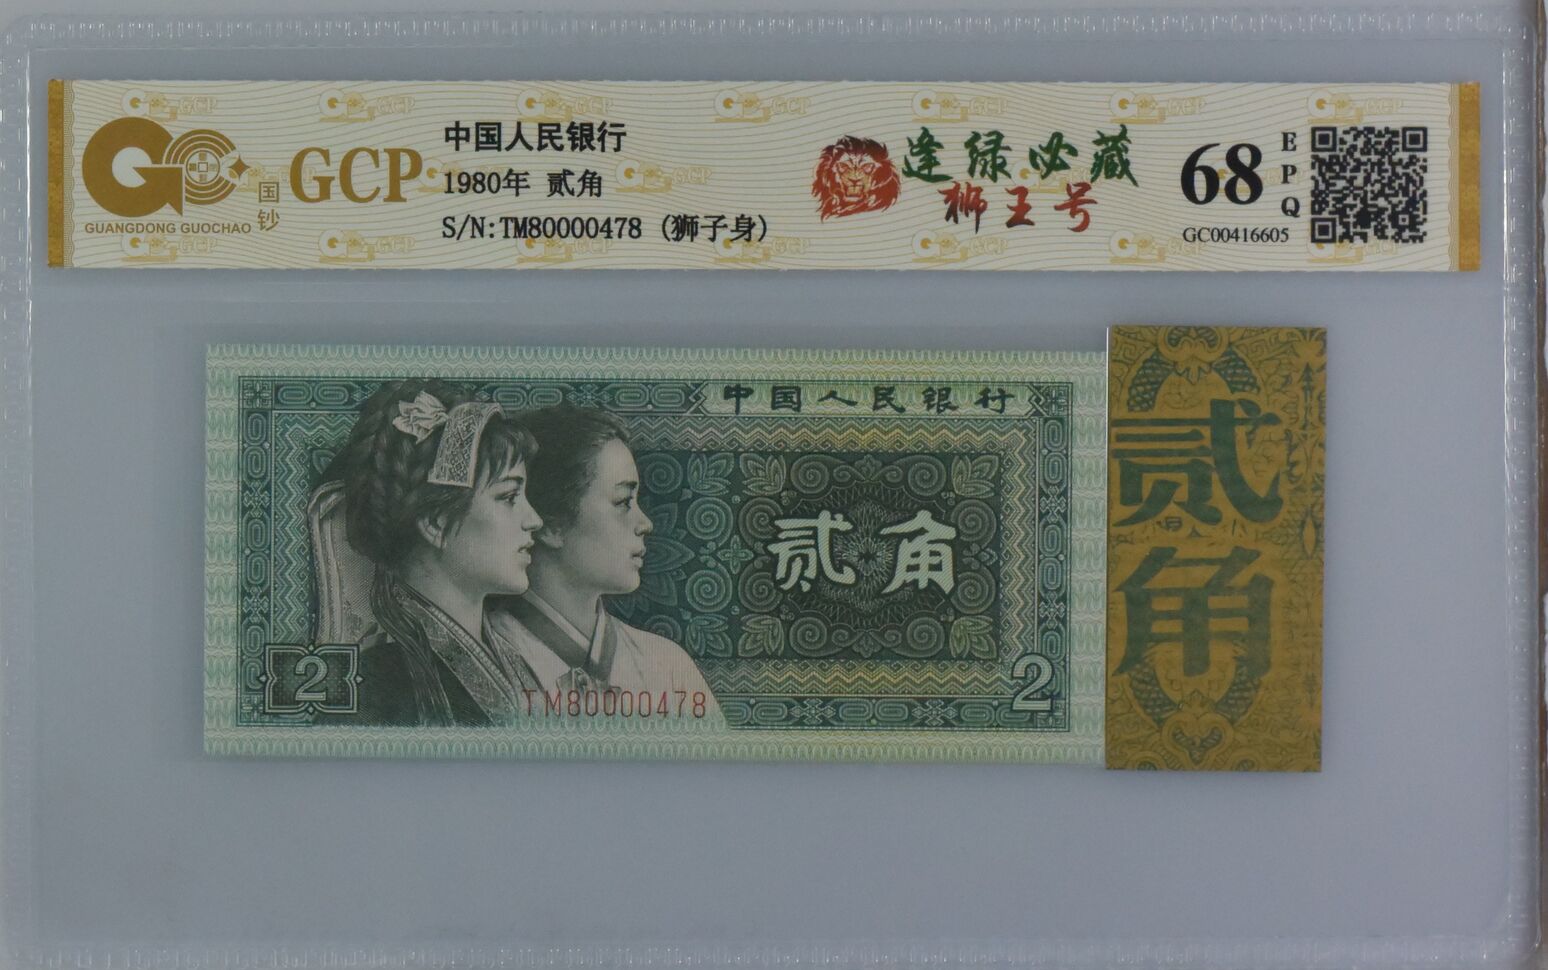 GCP
国钞
GUANGDONG GUOCHAO
中国人民银行
1980年 贰角
S/N:TM80000478 (狮子身)
逢绿必藏
狮王号
68
EPQ
GC00416605
中国人民银行
贰角
2
2
TM80000478
贰角